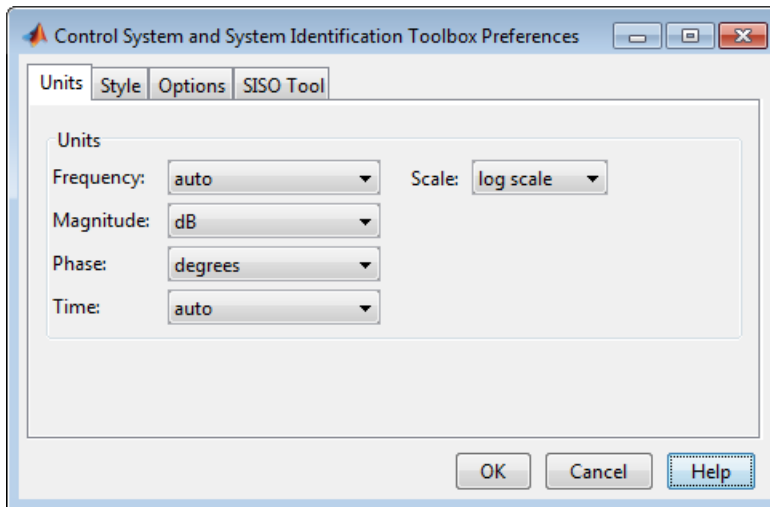 Control System and System Identification Toolbox Preferences
Units Style Options SISO Tool
Units
Frequency: auto Scale: log scale
Magnitude: dB
Phase: degrees
Time: auto
OK Cancel Help